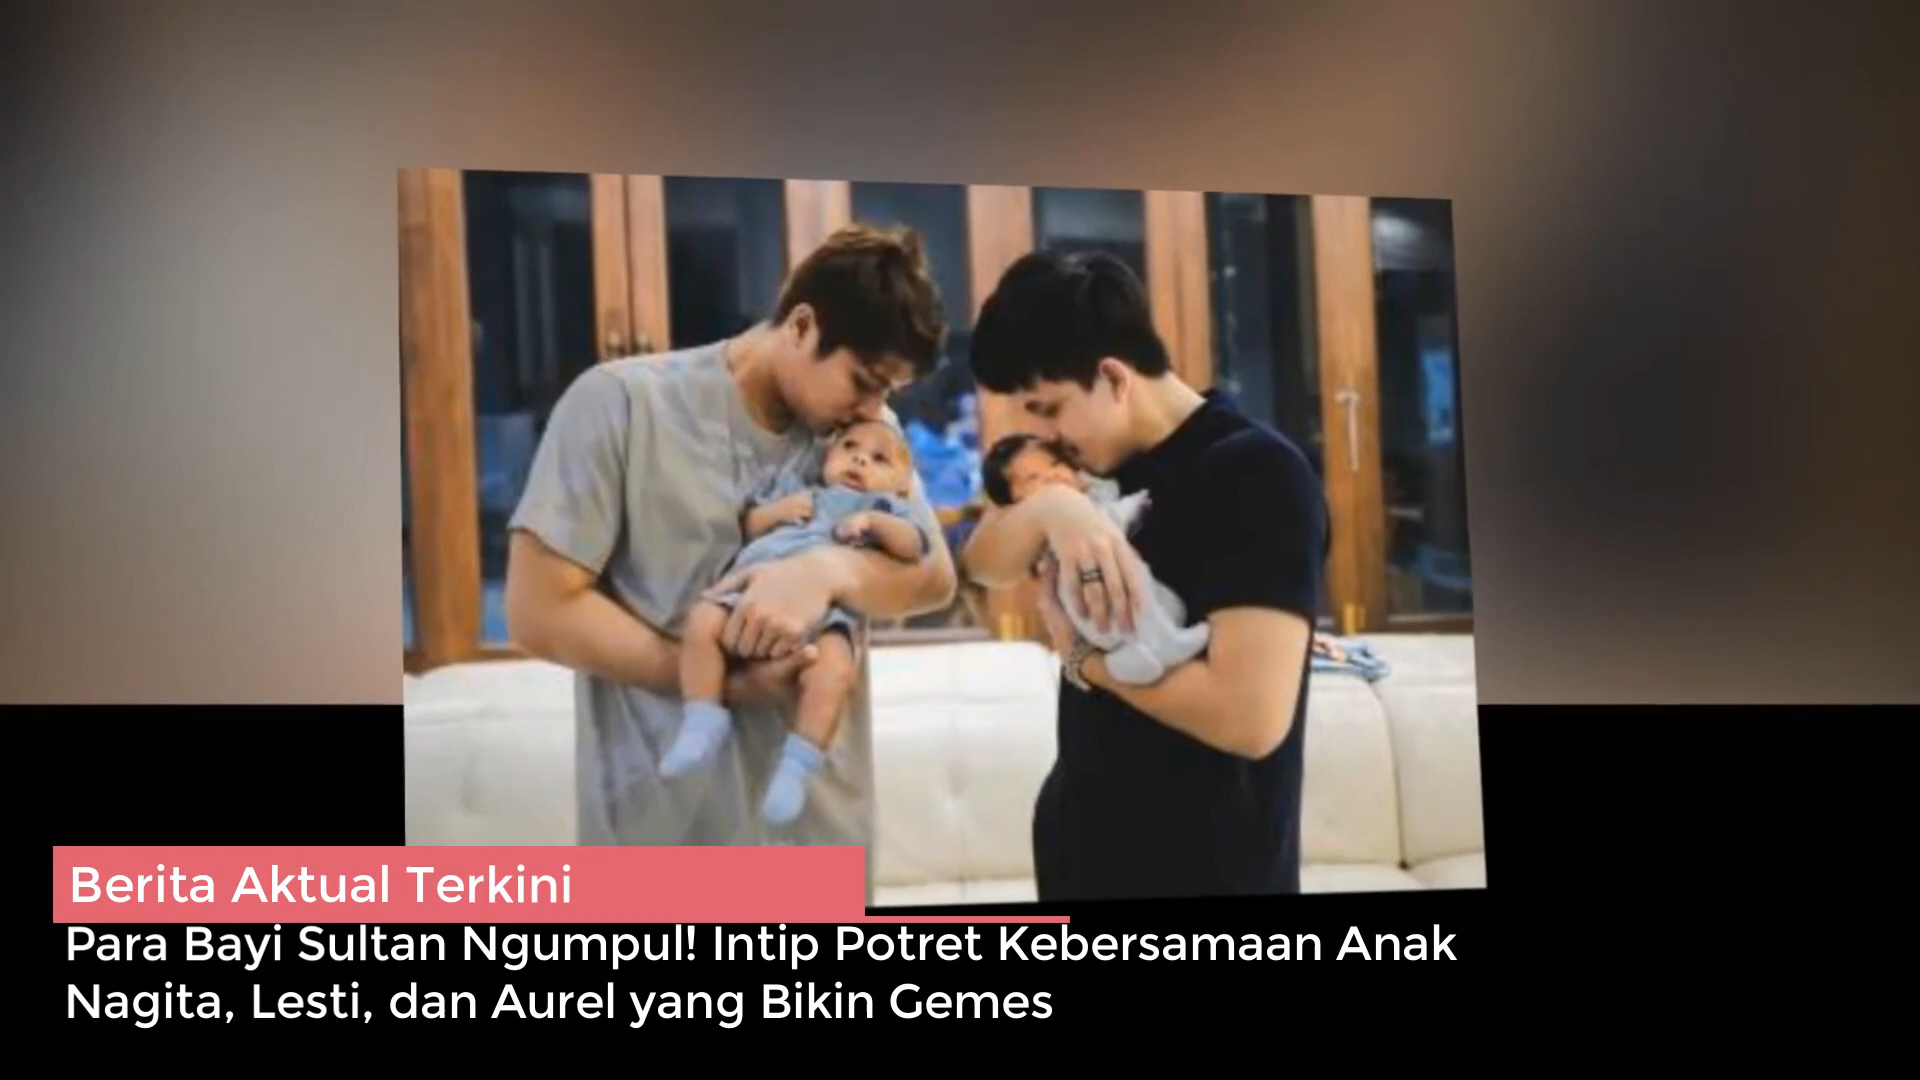 Berita Aktual Terkini
Para Bayi Sultan Ngumpul! Intip Potret Kebersamaan Anak
Nagita, Lesti, dan Aurel yang Bikin Gemes